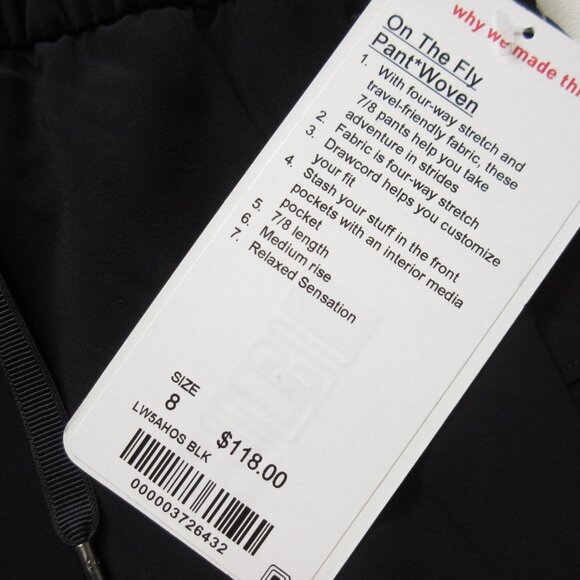 why we made thi
On The Fly
Pant*Woven
1. With four-way stretch and
travel-friendly fabric, these
7/8 pants help you take
adventure in strides
2. Fabric is four-way stretch
3. Drawcord helps you customize
your fit
4. Stash your stuff in the front
pockets with an interior media
pocket
5. 7/8 length
6. Medium rise
7. Relaxed Sensation
SIZE
8
LW5AHOS BLK
$118.00
000003726432